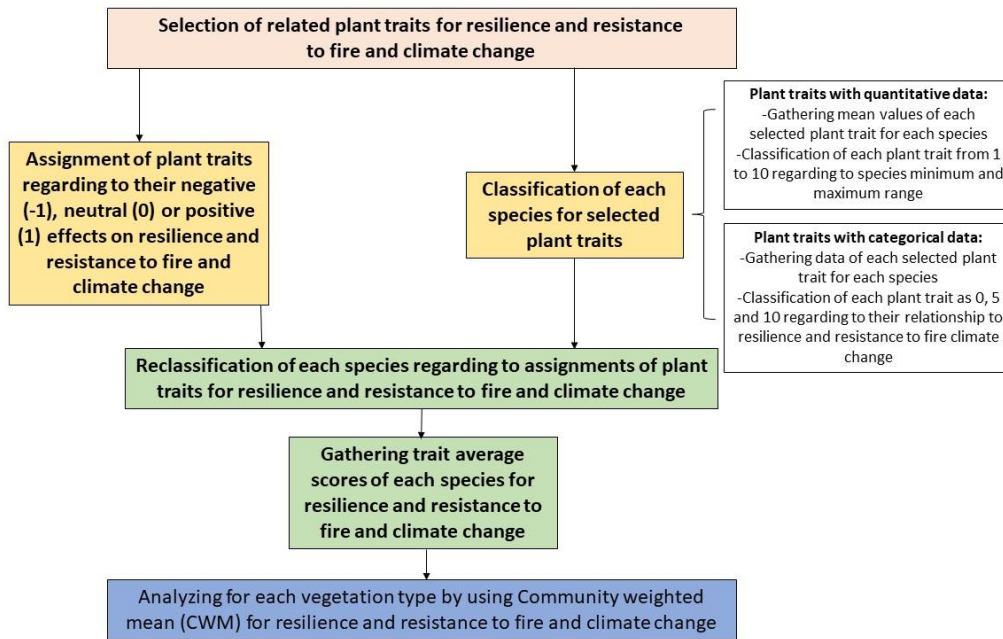 Selection of related plant traits for resilience and resistance
to fire and climate change
Assignment of plant traits
regarding to their negative
(-1), neutral (0) or positive
(1) effects on resilience and
resistance to fire and
climate change
Classification of each
species for selected
plant traits
Plant traits with quantitative data:
-Gathering mean values of each
selected plant trait for each species
-Classification of each plant trait from 1
to 10 regarding to species minimum and
maximum range
Plant traits with categorical data:
-Gathering data of each selected plant
trait for each species
-Classification of each plant trait as 0, 5
and 10 regarding to their relationship to
resilience and resistance to fire climate
change
Reclassification of each species regarding to assignments of plant
traits for resilience and resistance to fire and climate change
Gathering trait average
scores of each species for
resilience and resistance to
fire and climate change
Analyzing for each vegetation type by using Community weighted
mean (CWM) for resilience and resistance to fire and climate change